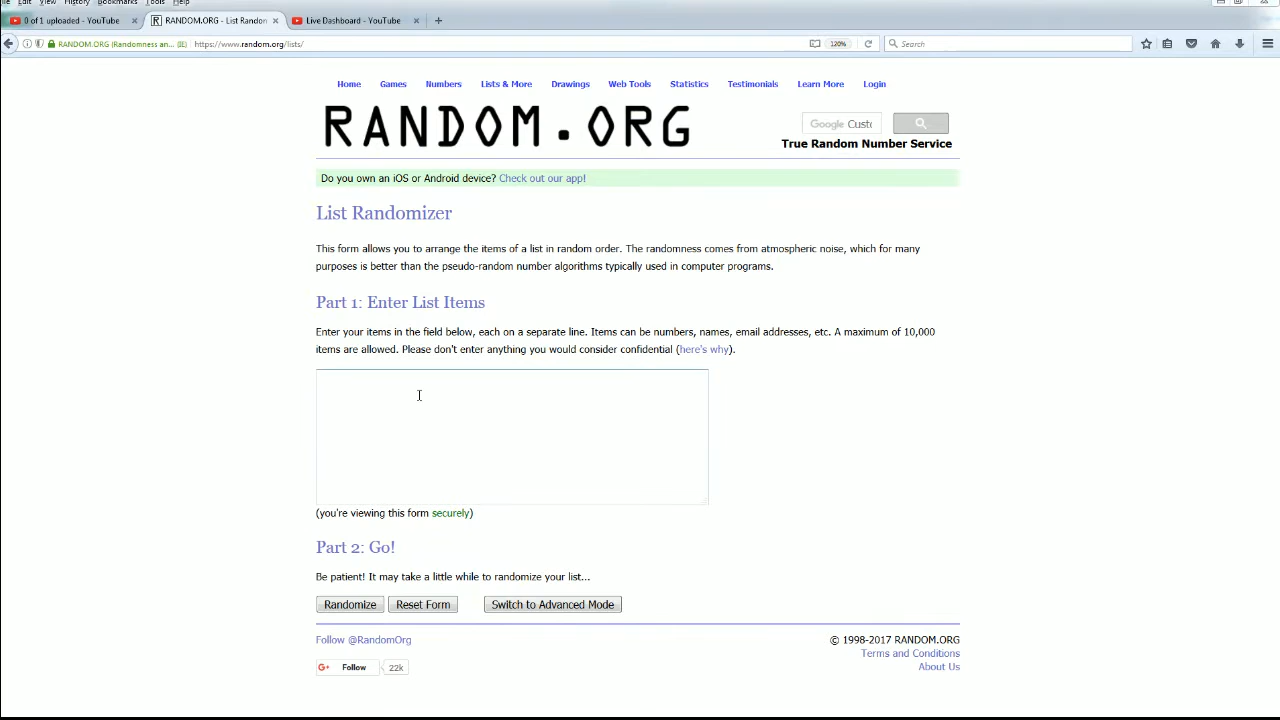 Edit View History Bookmarks Tools Help
0 of 1 uploaded - YouTube
RANDOM.ORG - List Random
Live Dashboard - YouTube
RANDOM.ORG (Randomness an... (IE)
https://www.random.org/lists/
120%
Search
Home Games Numbers Lists & More Drawings Web Tools Statistics Testimonials Learn More Login
RANDOM.ORG
Google Custo
True Random Number Service
Do you own an iOS or Android device? Check out our app!
List Randomizer
This form allows you to arrange the items of a list in random order. The randomness comes from atmospheric noise, which for many
purposes is better than the pseudo-random number algorithms typically used in computer programs.
Part 1: Enter List Items
Enter your items in the field below, each on a separate line. Items can be numbers, names, email addresses, etc. A maximum of 10,000
items are allowed. Please don't enter anything you would consider confidential (here's why).
(you're viewing this form securely)
Part 2: Go!
Be patient! It may take a little while to randomize your list...
Randomize Reset Form Switch to Advanced Mode
Follow @RandomOrg
© 1998-2017 RANDOM.ORG
Terms and Conditions
About Us
G+ Follow 22k